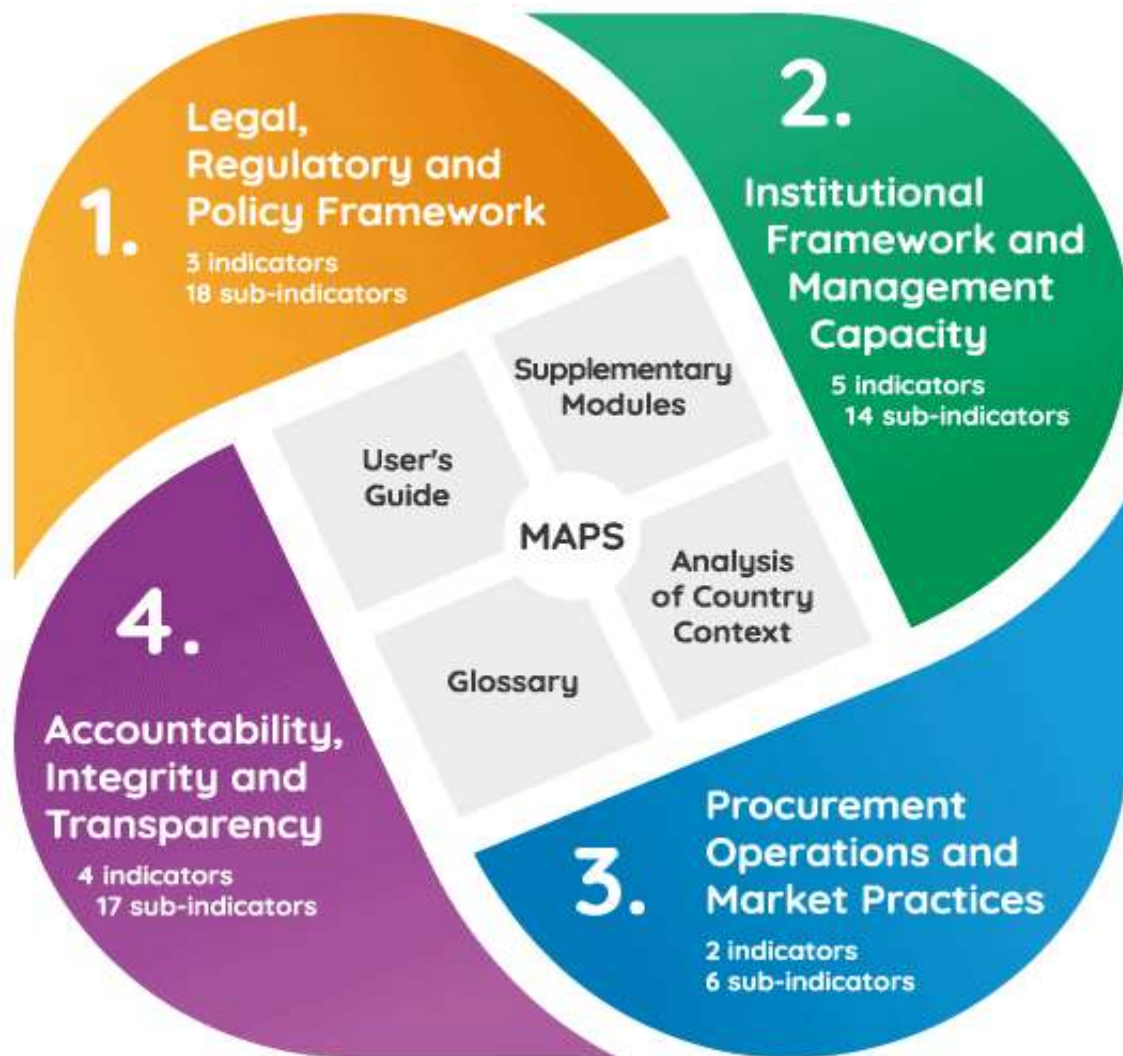 1.
Legal,
Regulatory and
Policy Framework
3 indicators
18 sub-indicators
2.
Institutional
Framework and
Management
Capacity
5 indicators
14 sub-indicators
Supplementary
Modules
User's
Guide
MAPS
Analysis
of Country
Context
Glossary
4.
Accountability,
Integrity and
Transparency
4 indicators
17 sub-indicators
3.
Procurement
Operations and
Market Practices
2 indicators
6 sub-indicators